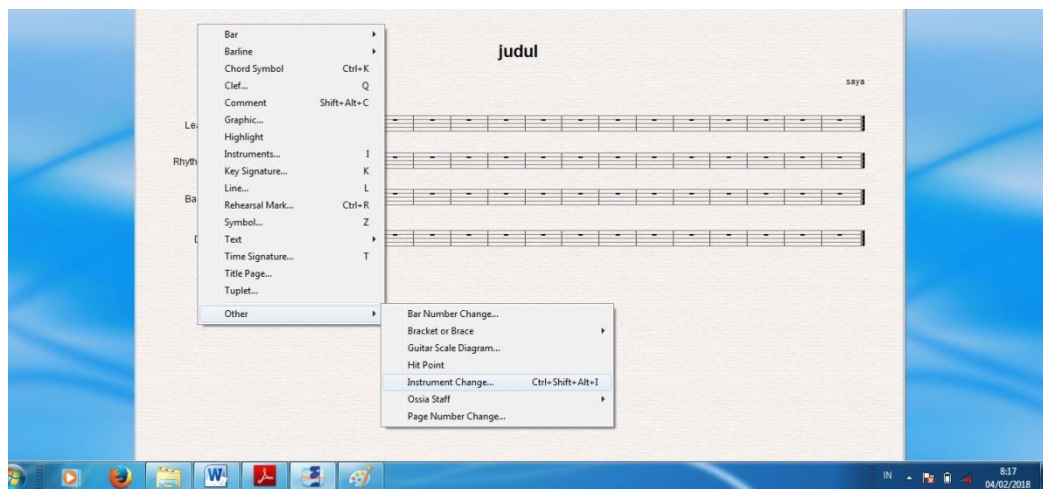 judul
saya
Le
Rhyth
Ba
Bar
Barline
Chord Symbol Ctrl+K
Clef... Q
Comment Shift+Alt+C
Graphic...
Highlight
Instruments... I
Key Signature... K
Line... L
Rehearsal Mark... Ctrl+R
Symbol... Z
Text
Time Signature... T
Title Page...
Tuplet...
Other
Bar Number Change...
Bracket or Brace
Guitar Scale Diagram...
Hit Point
Instrument Change... Ctrl+Shift+Alt+I
Ossia Staff
Page Number Change...
W
IN
8:17
04/02/2018